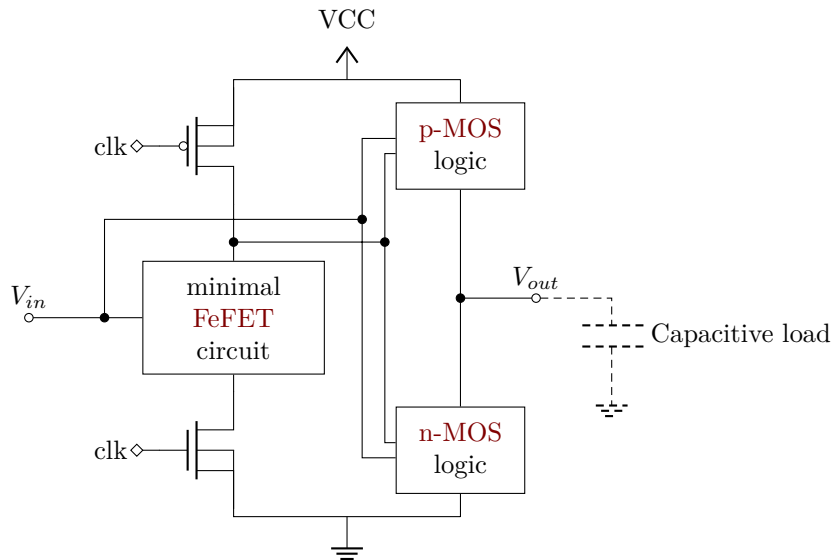 VCC
clk
p-MOS
logic
V_in
minimal
FeFET
circuit
V_out
Capacitive load
clk
n-MOS
logic